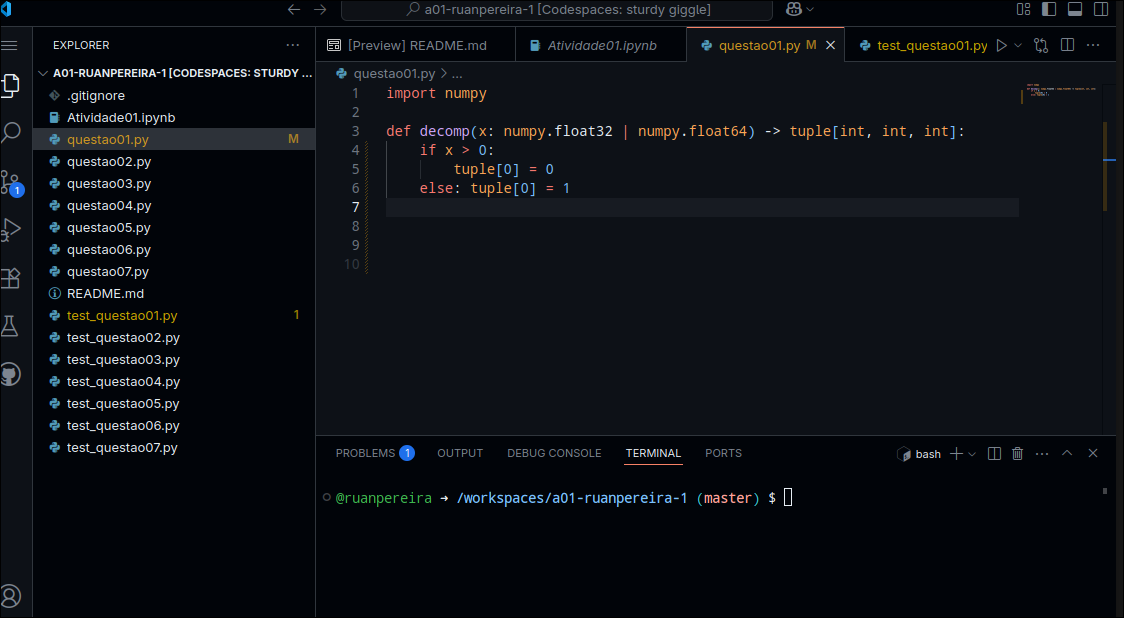 a01-ruanpereira-1 [Codespaces: sturdy giggle]
EXPLORER
A01-RUANPEREIRA-1 [CODESPACES: STURDY ...
.gitignore
Atividade01.ipynb
questao01.py M
questao02.py
questao03.py
questao04.py
questao05.py
questao06.py
questao07.py
README.md
test_questao01.py 1
test_questao02.py
test_questao03.py
test_questao04.py
test_questao05.py
test_questao06.py
test_questao07.py
1
[Preview] README.md
Atividade01.ipynb
questao01.py M
test_questao01.py
questao01.py > ...
1 import numpy
2
3 def decomp(x: numpy.float32 | numpy.float64) -> tuple[int, int, int]:
4     if x > 0:
5         tuple[0] = 0
6     else: tuple[0] = 1
7
8
9
10
PROBLEMS 1 OUTPUT DEBUG CONSOLE TERMINAL PORTS
bash
@ruanpereira ➜ /workspaces/a01-ruanpereira-1 (master) $